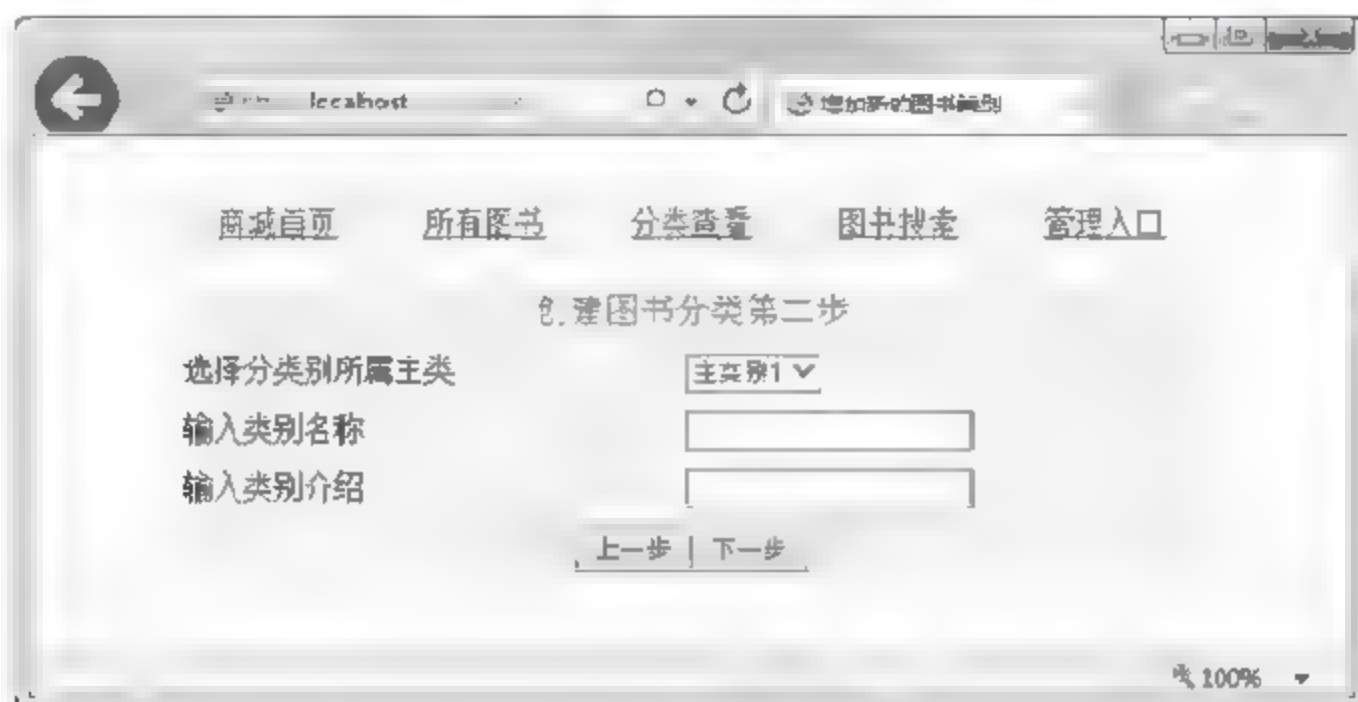 localhost
增加新的图书类别
商城首页 所有图书 分类查看 图书搜索 管理入口
创建图书分类第二步
选择分类别所属主类 主类别1
输入类别名称
输入类别介绍
上一步 下一步
100%